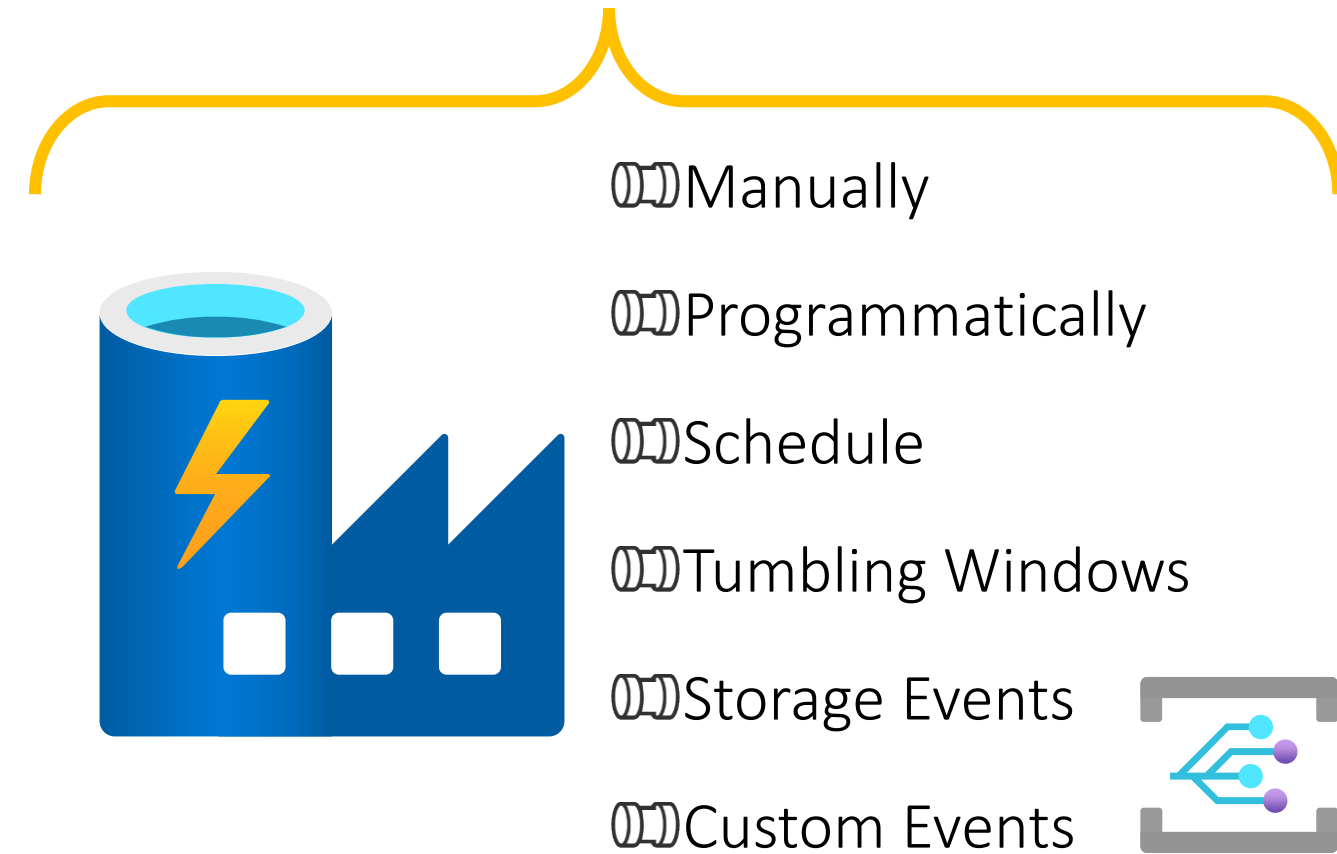 Manually
Programmatically
Schedule
Tumbling Windows
Storage Events
Custom Events